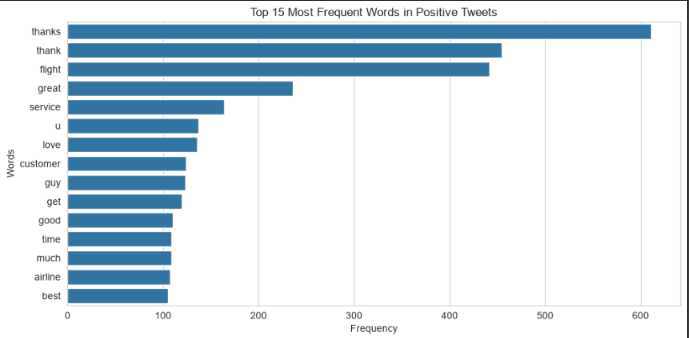 Top 15 Most Frequent Words in Positive Tweets
thanks
thank
flight
great
service
u
love
customer
guy
get
good
time
much
airline
best
Words
0 100 200 300 400 500 600
Frequency